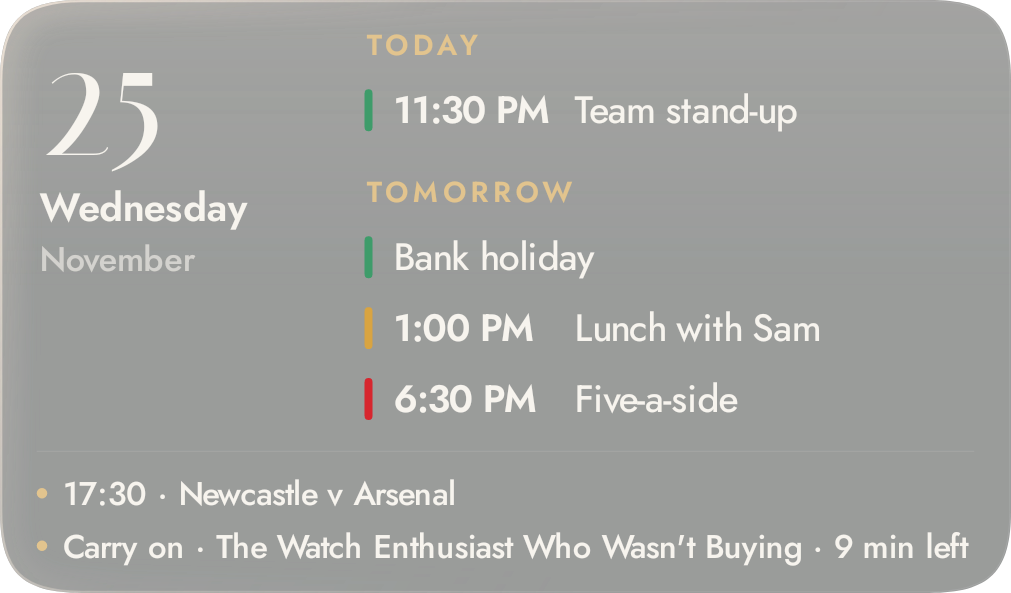 25
Wednesday
November
TODAY
11:30 PM Team stand-up
TOMORROW
Bank holiday
1:00 PM Lunch with Sam
6:30 PM Five-a-side
17:30 · Newcastle v Arsenal
Carry on · The Watch Enthusiast Who Wasn't Buying · 9 min left